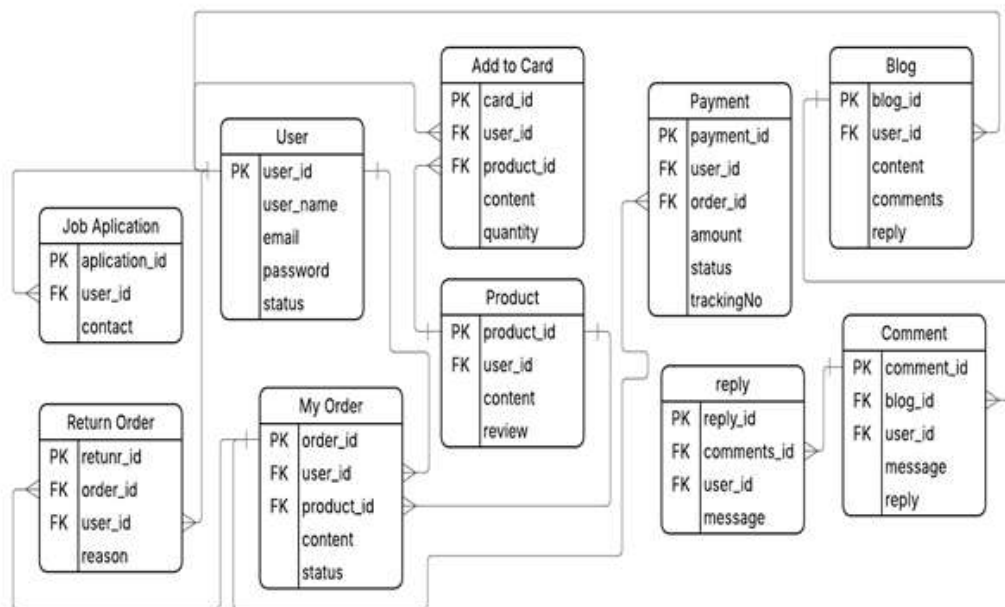 Add to Card
PK card_id
FK user_id
FK product_id
content
quantity
Blog
PK blog_id
FK user_id
content
comments
reply
Payment
PK payment_id
FK user_id
FK order_id
amount
status
trackingNo
User
PK user_id
user_name
email
password
status
Job Aplication
PK aplication_id
FK user_id
contact
Product
PK product_id
FK user_id
content
review
Comment
PK comment_id
FK blog_id
FK user_id
message
reply
reply
PK reply_id
FK comments_id
FK user_id
message
My Order
PK order_id
FK user_id
FK product_id
content
status
Return Order
PK retunr_id
FK order_id
FK user_id
reason